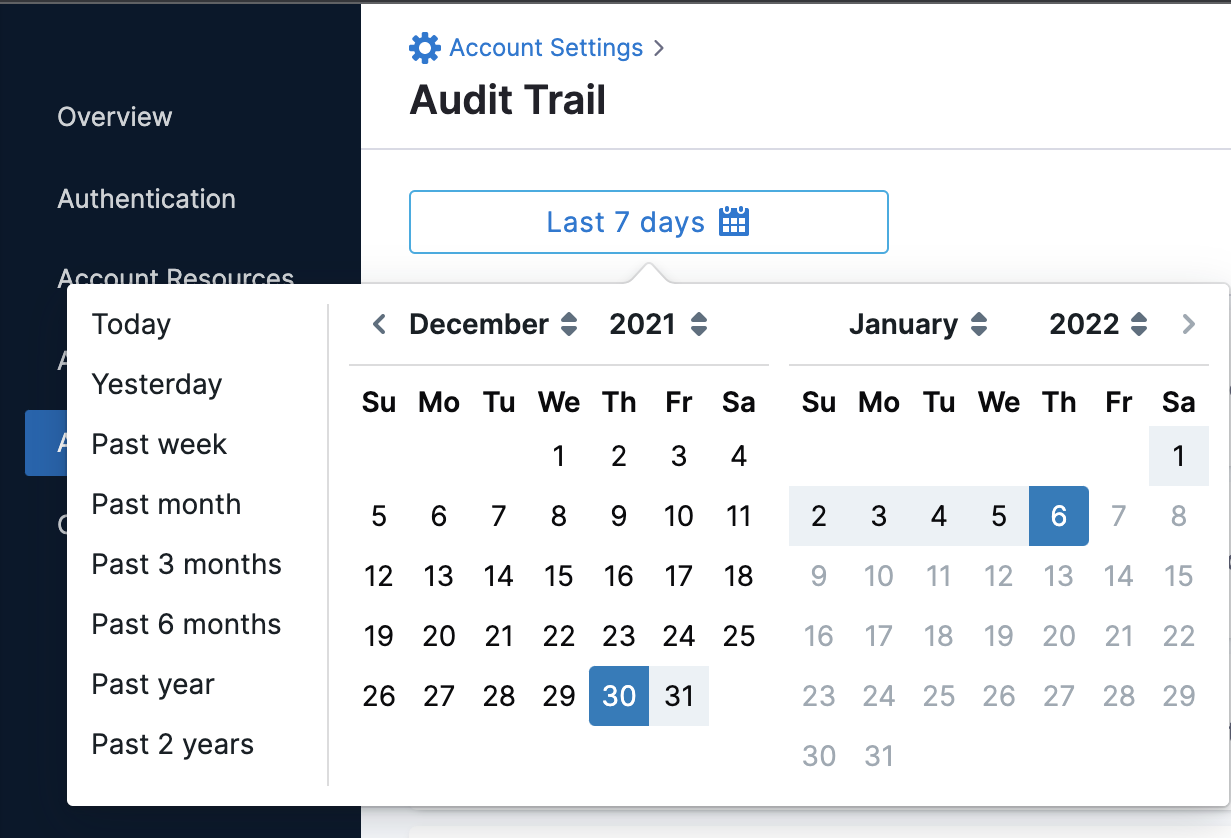 Account Settings >
Audit Trail
Overview
Authentication
Account Resources
Last 7 days
Today
Yesterday
Past week
Past month
Past 3 months
Past 6 months
Past year
Past 2 years
December 2021
Su Mo Tu We Th Fr Sa
1 2 3 4
5 6 7 8 9 10 11
12 13 14 15 16 17 18
19 20 21 22 23 24 25
26 27 28 29 30 31
January 2022
Su Mo Tu We Th Fr Sa
1
2 3 4 5 6 7 8
9 10 11 12 13 14 15
16 17 18 19 20 21 22
23 24 25 26 27 28 29
30 31